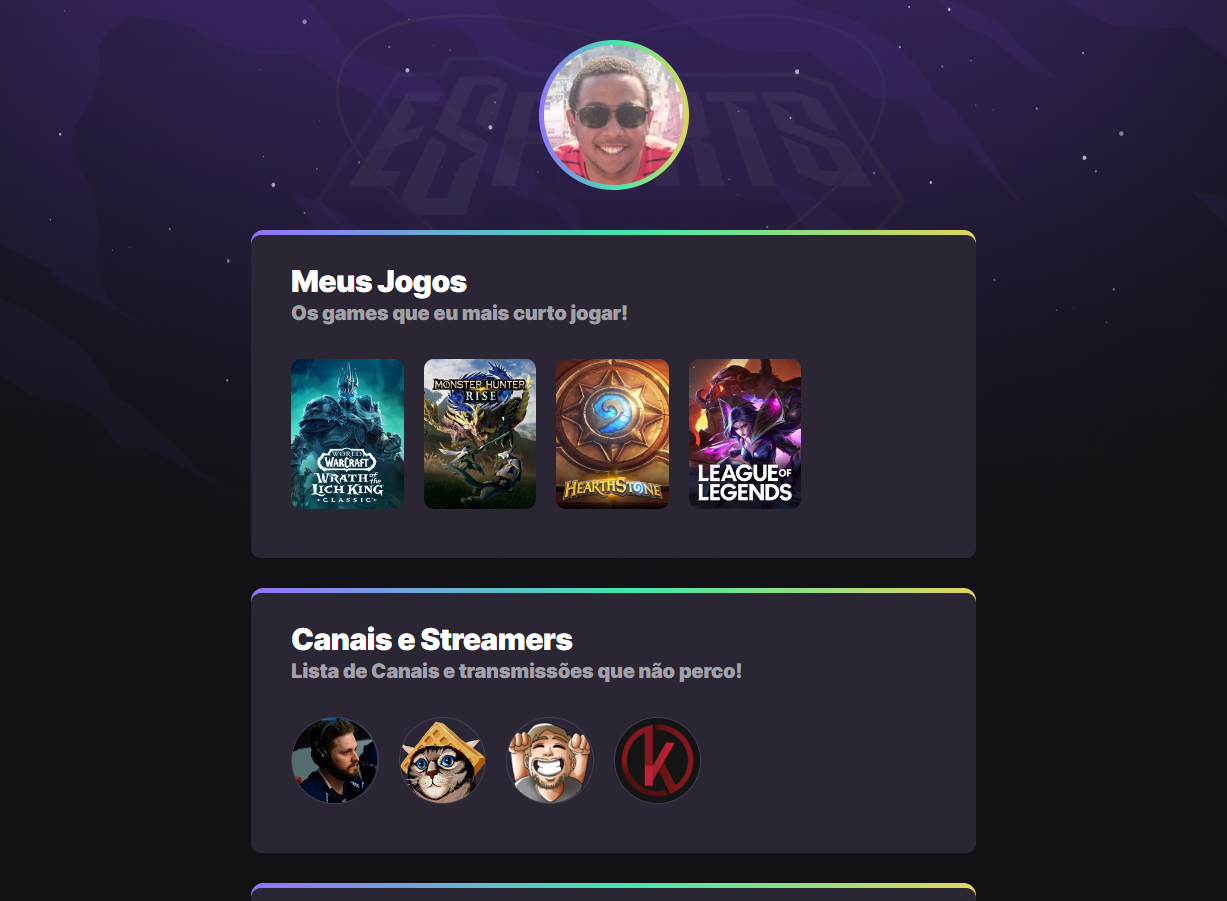 ESPORTS
Meus Jogos
Os games que eu mais curto jogar!
WORLD
WARCRAFT
WRATH of the
LICH KING
CLASSIC
MONSTER HUNTER
RISE
HEARTHSTONE
LEAGUE OF
LEGENDS
Canais e Streamers
Lista de Canais e transmissões que não perco!
K